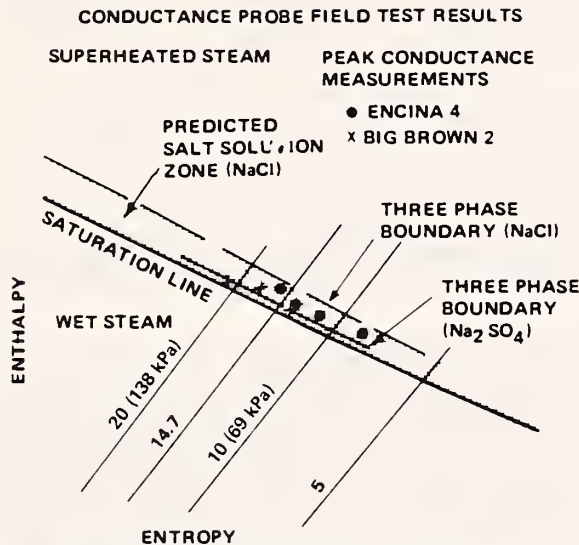 CONDUCTANCE PROBE FIELD TEST RESULTS
SUPERHEATED STEAM
PEAK CONDUCTANCE
MEASUREMENTS
● ENCINA 4
x BIG BROWN 2
PREDICTED
SALT SOLUTION
ZONE (NaCl)
SATURATION LINE
THREE PHASE
BOUNDARY (NaCl)
THREE PHASE
BOUNDARY
(Na2 SO4)
WET STEAM
ENTHALPY
20 (138 kPa)
14.7
10 (69 kPa)
5
ENTROPY